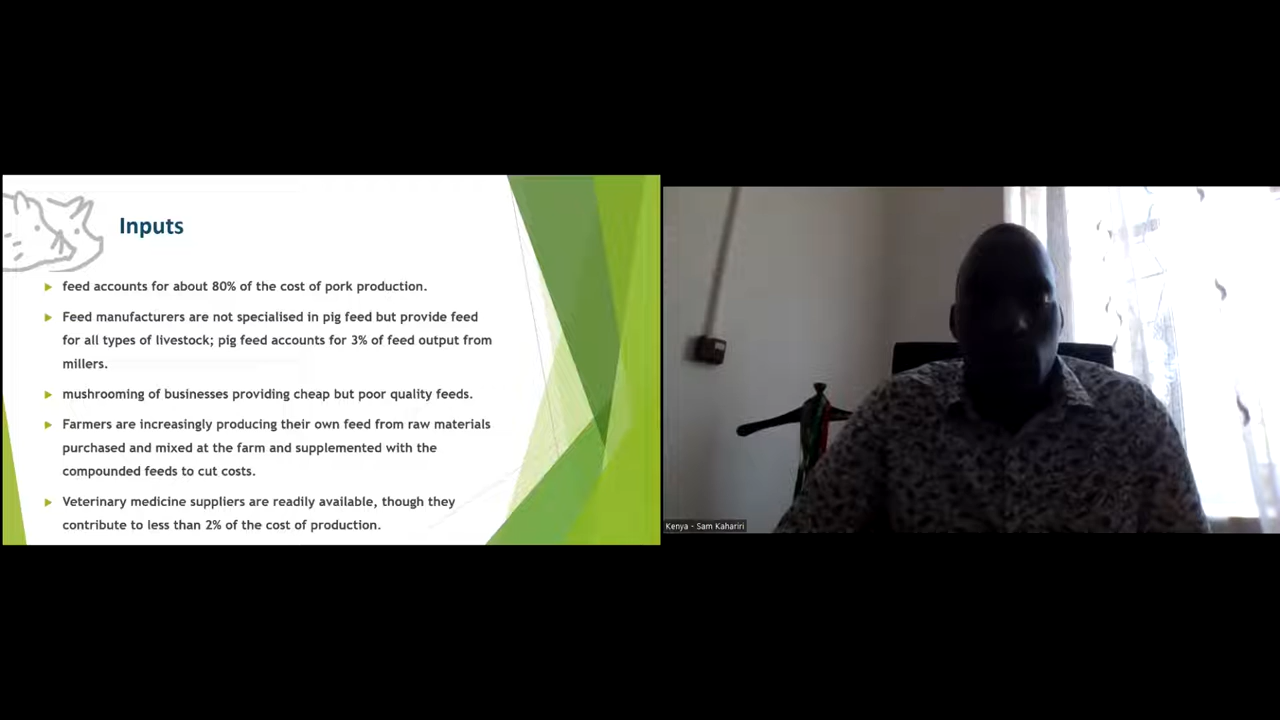 Inputs
feed accounts for about 80% of the cost of pork production.
Feed manufacturers are not specialised in pig feed but provide feed
for all types of livestock; pig feed accounts for 3% of feed output from
millers.
mushrooming of businesses providing cheap but poor quality feeds.
Farmers are increasingly producing their own feed from raw materials
purchased and mixed at the farm and supplemented with the
compounded feeds to cut costs.
Veterinary medicine suppliers are readily available, though they
contribute to less than 2% of the cost of production.
Kenya - Sam Kahariri